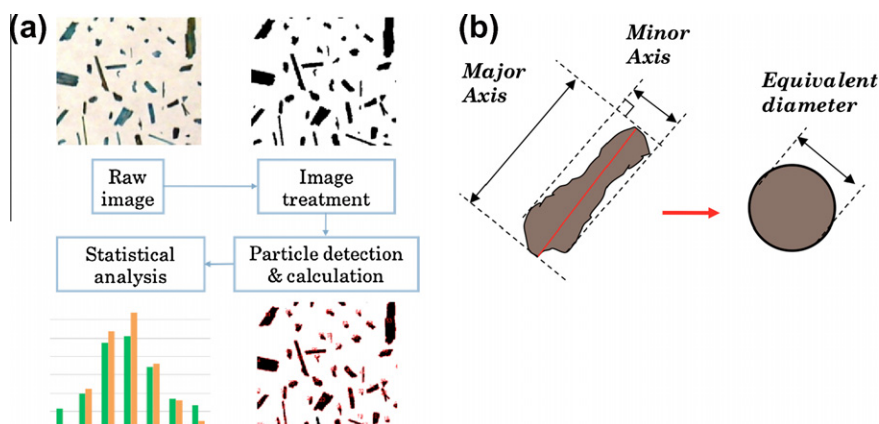 (a)
Raw
image
Image
treatment
Statistical
analysis
Particle detection
& calculation
(b)
Major
Axis
Minor
Axis
Equivalent
diameter